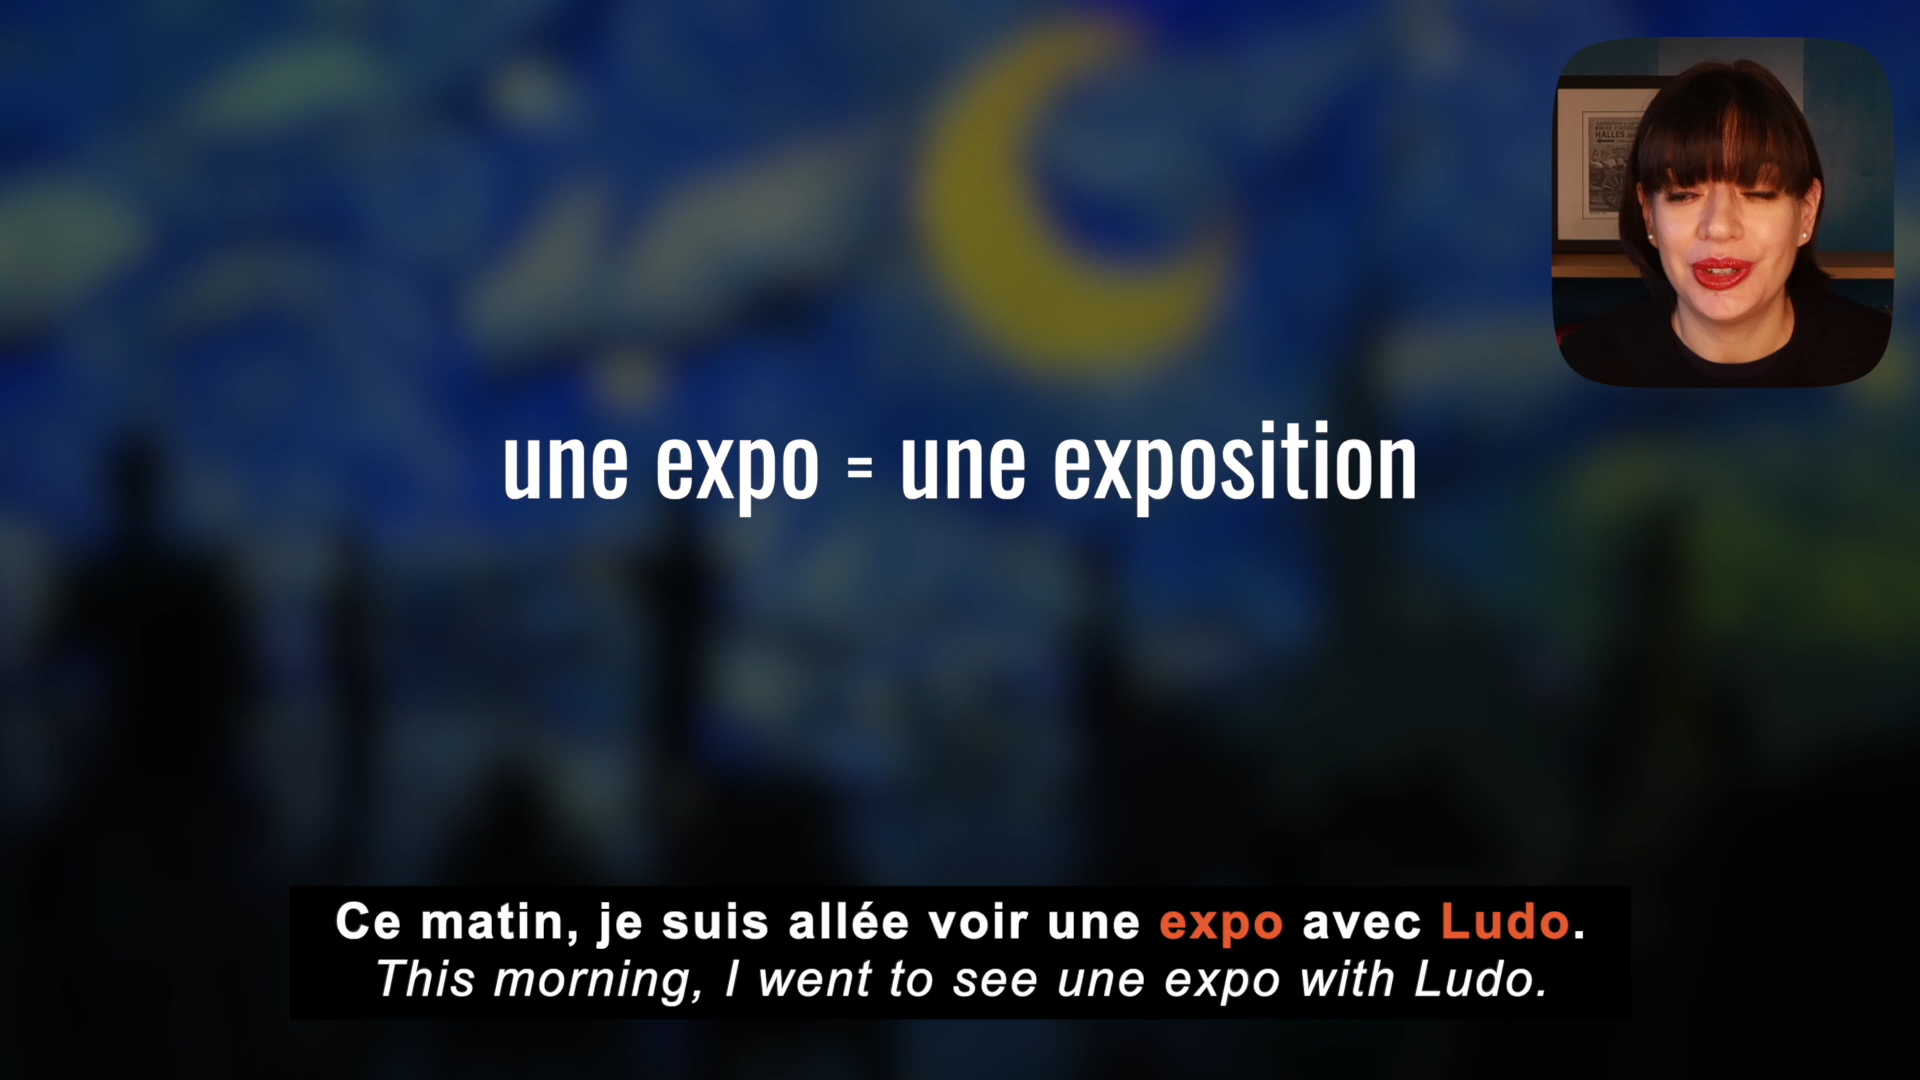 HALLES
une expo = une exposition
Ce matin, je suis allée voir une expo avec Ludo.
This morning, I went to see une expo with Ludo.